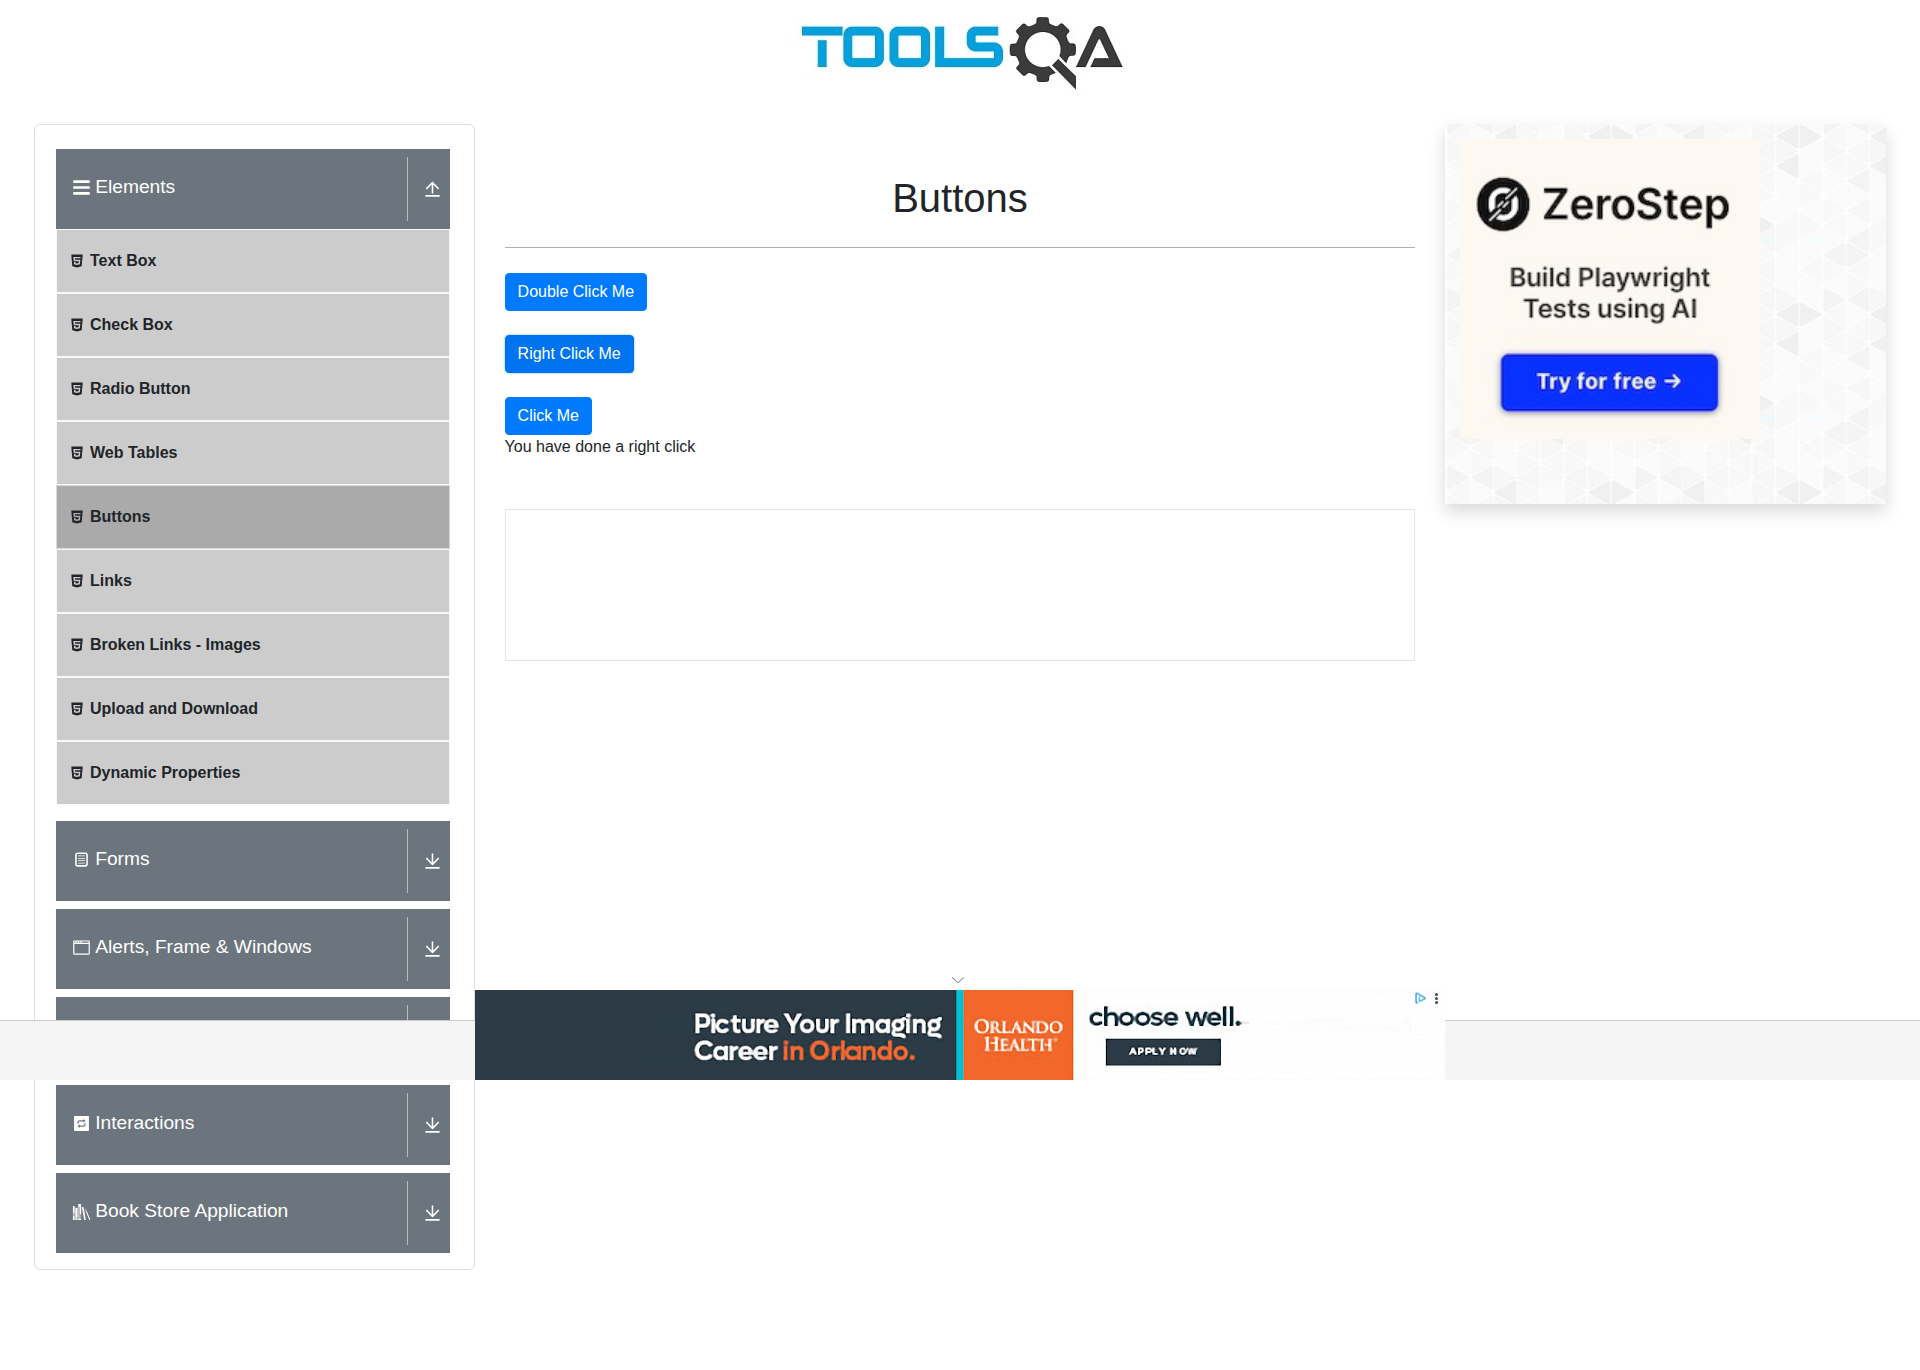 TOOLSQA
Elements
Text Box
Check Box
Radio Button
Web Tables
Buttons
Links
Broken Links - Images
Upload and Download
Dynamic Properties
Forms
Alerts, Frame & Windows
Interactions
Book Store Application
Buttons
Double Click Me
Right Click Me
Click Me
You have done a right click
ZeroStep
Build Playwright
Tests using AI
Try for free →
Picture Your Imaging
Career in Orlando.
ORLANDO
HEALTH®
choose well.
APPLY NOW